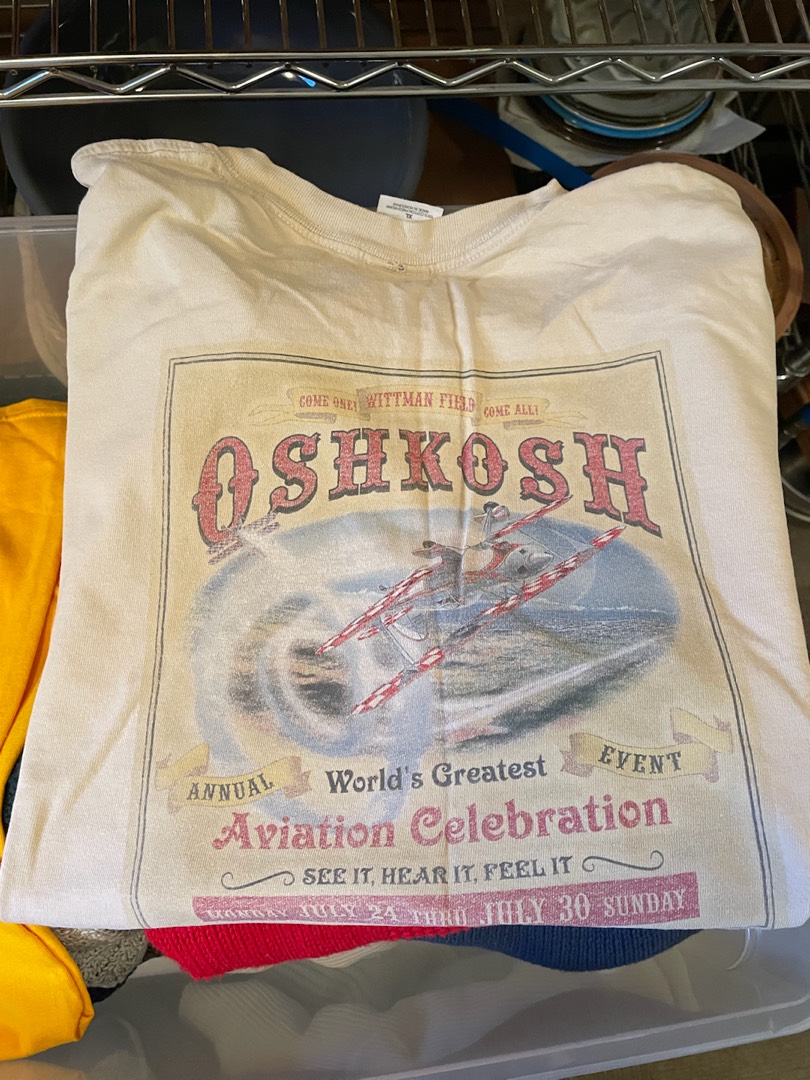 XL
COME ONE! WITTMAN FIELD COME ALL!
OSHKOSH
ANNUAL World's Greatest EVENT
Aviation Celebration
SEE IT, HEAR IT, FEEL IT
MONDAY JULY 24 THRU JULY 30 SUNDAY